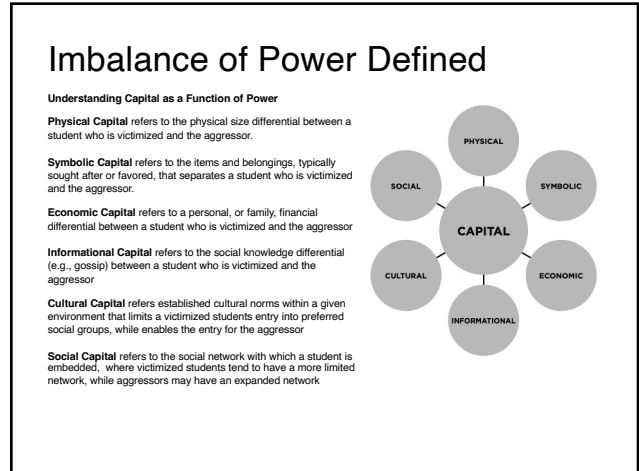 Imbalance of Power Defined
Understanding Capital as a Function of Power
Physical Capital refers to the physical size differential between a
student who is victimized and the aggressor.
Symbolic Capital refers to the items and belongings, typically
sought after or favored, that separates a student who is victimized
and the aggressor.
Economic Capital refers to a personal, or family, financial
differential between a student who is victimized and the aggressor
Informational Capital refers to the social knowledge differential
(e.g., gossip) between a student who is victimized and the
aggressor
Cultural Capital refers established cultural norms within a given
environment that limits a victimized students entry into preferred
social groups, while enables the entry for the aggressor
Social Capital refers to the social network with which a student is
embedded, where victimized students tend to have a more limited
network, while aggressors may have an expanded network
PHYSICAL
SOCIAL
SYMBOLIC
CAPITAL
CULTURAL
ECONOMIC
INFORMATIONAL